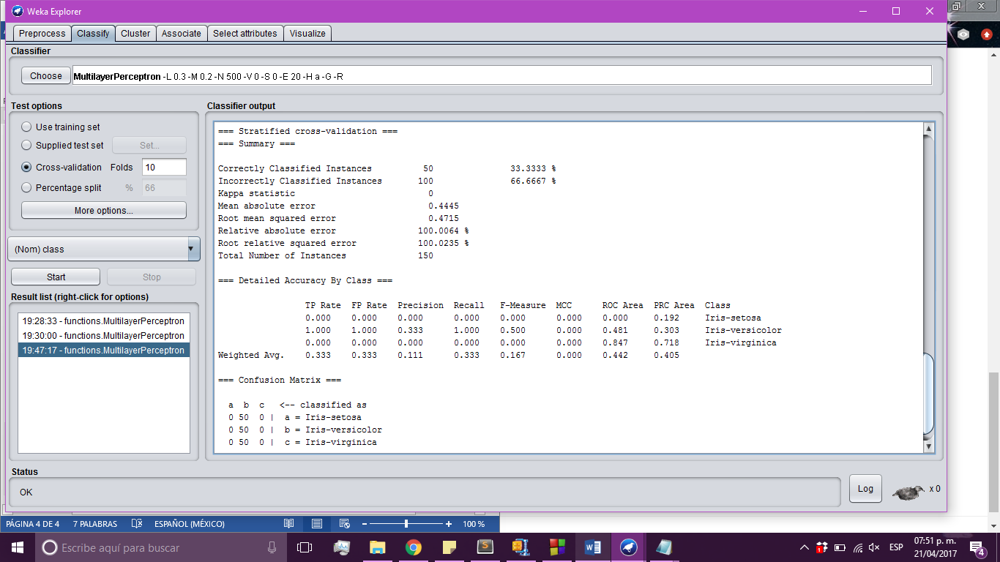 Weka Explorer
Preprocess Classify Cluster Associate Select attributes Visualize
Classifier
Choose MultilayerPerceptron -L 0.3 -M 0.2 -N 500 -V 0 -S 0 -E 20 -H a -G -R
Test options
Use training set
Supplied test set Set...
Cross-validation Folds 10
Percentage split % 66
More options...
(Nom) class
Start Stop
Result list (right-click for options)
19:28:33 - functions.MultilayerPerceptron
19:30:00 - functions.MultilayerPerceptron
19:47:17 - functions.MultilayerPerceptron
Classifier output
=== Stratified cross-validation ===
=== Summary ===
Correctly Classified Instances 50 33.3333 %
Incorrectly Classified Instances 100 66.6667 %
Kappa statistic 0
Mean absolute error 0.4445
Root mean squared error 0.4715
Relative absolute error 100.0064 %
Root relative squared error 100.0235 %
Total Number of Instances 150
=== Detailed Accuracy By Class ===
TP Rate FP Rate Precision Recall F-Measure MCC ROC Area PRC Area Class
0.000 0.000 0.000 0.000 0.000 0.000 0.000 0.192 Iris-setosa
1.000 1.000 0.333 1.000 0.500 0.000 0.481 0.303 Iris-versicolor
0.000 0.000 0.000 0.000 0.000 0.000 0.847 0.718 Iris-virginica
Weighted Avg. 0.333 0.333 0.111 0.333 0.167 0.000 0.442 0.405
=== Confusion Matrix ===
a b c <-- classified as
0 50 0 | a = Iris-setosa
0 50 0 | b = Iris-versicolor
0 50 0 | c = Iris-virginica
Status
OK
Log x 0
PÁGINA 4 DE 4 7 PALABRAS ESPAÑOL (MÉXICO) 100 %
Escribe aquí para buscar
ESP
07:51 p. m.
21/04/2017
4